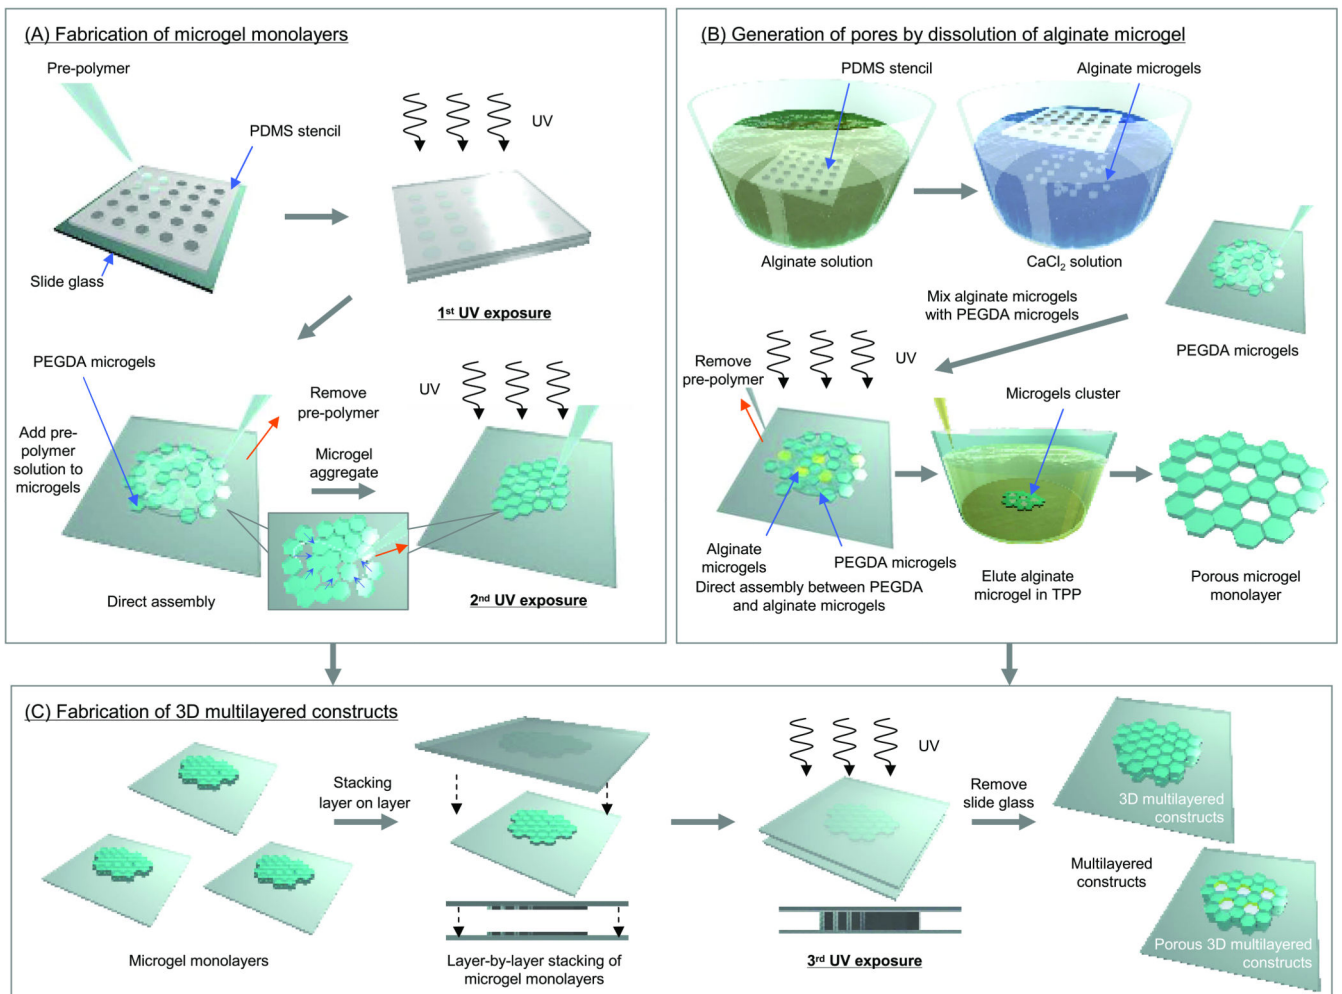 (A) Fabrication of microgel monolayers
Pre-polymer
PDMS stencil
UV
Slide glass
1st UV exposure
PEGDA microgels
Remove
pre-polymer
UV
Add pre-
polymer
solution to
microgels
Microgel
aggregate
Direct assembly
2nd UV exposure
(B) Generation of pores by dissolution of alginate microgel
PDMS stencil
Alginate microgels
Alginate solution
CaCl2 solution
Mix alginate microgels
with PEGDA microgels
PEGDA microgels
Remove
pre-polymer
UV
Microgels cluster
Alginate
microgels
PEGDA microgels
Direct assembly between PEGDA
and alginate microgels
Elute alginate
microgel in TPP
Porous microgel
monolayer
(C) Fabrication of 3D multilayered constructs
Stacking
layer on layer
UV
Remove
slide glass
3D multilayered
constructs
Multilayered
constructs
Porous 3D multilayered
constructs
Microgel monolayers
Layer-by-layer stacking of
microgel monolayers
3rd UV exposure